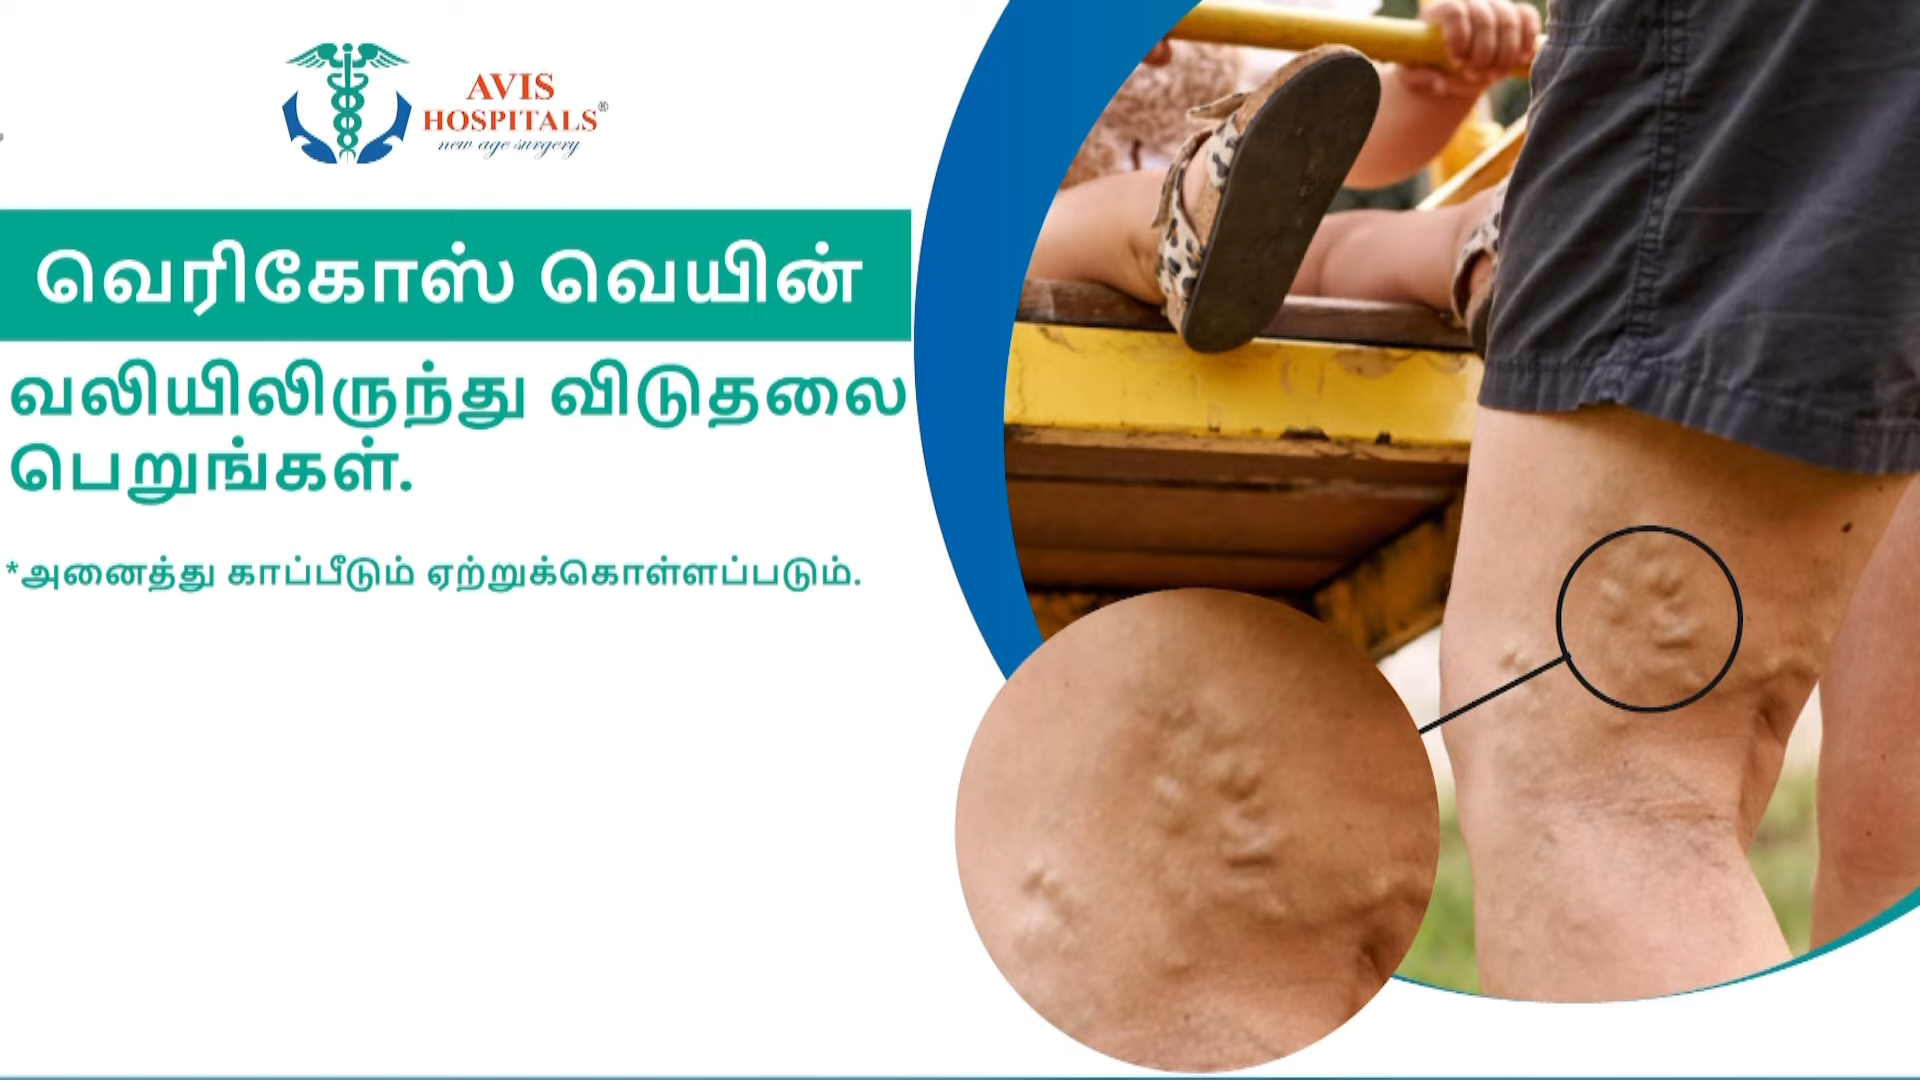 AVIS
HOSPITALS®
new age surgery
வெரிகோஸ் வெயின்
வலியிலிருந்து விடுதலை
பெறுங்கள்.
*அனைத்து காப்பீடும் ஏற்றுக்கொள்ளப்படும்.